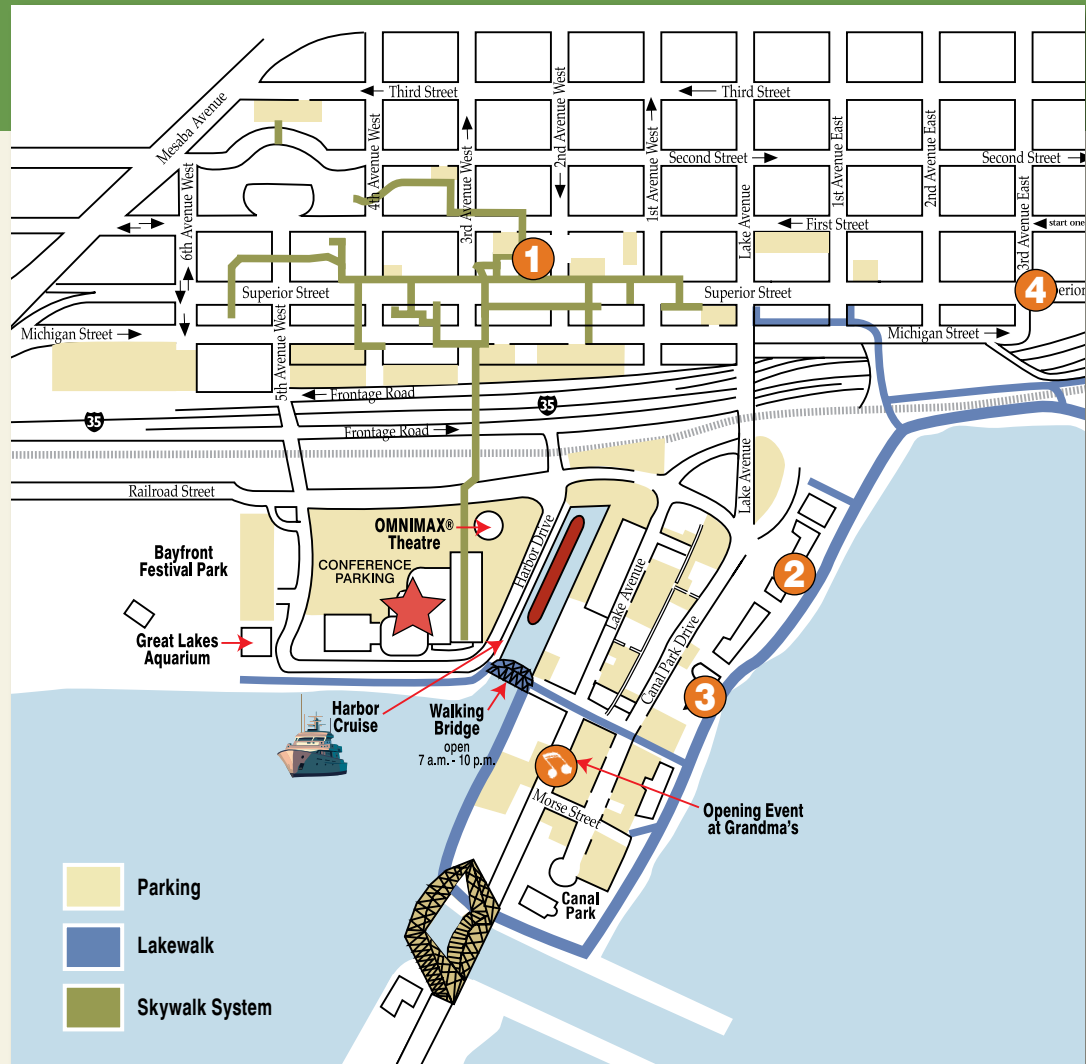 Third Street
Third Street
Mesaba Avenue
4th Avenue West
3rd Avenue West
2nd Avenue West
1st Avenue West
Second Street
Second Street
1st Avenue East
2nd Avenue East
6th Avenue West
Lake Avenue
First Street
3rd Avenue East
start one
1
4
Superior Street
Superior Street
Michigan Street
Michigan Street
5th Avenue West
Frontage Road
35
35
Frontage Road
Railroad Street
Lake Avenue
OMNIMAX®
Theatre
Harbor Drive
Bayfront
Festival Park
CONFERENCE
PARKING
2
Lake Avenue
Great Lakes
Aquarium
Canal Park Drive
3
Harbor
Cruise
Walking
Bridge
open
7 a.m. - 10 p.m.
Morse Street
Opening Event
at Grandma's
Canal
Park
Parking
Lakewalk
Skywalk System